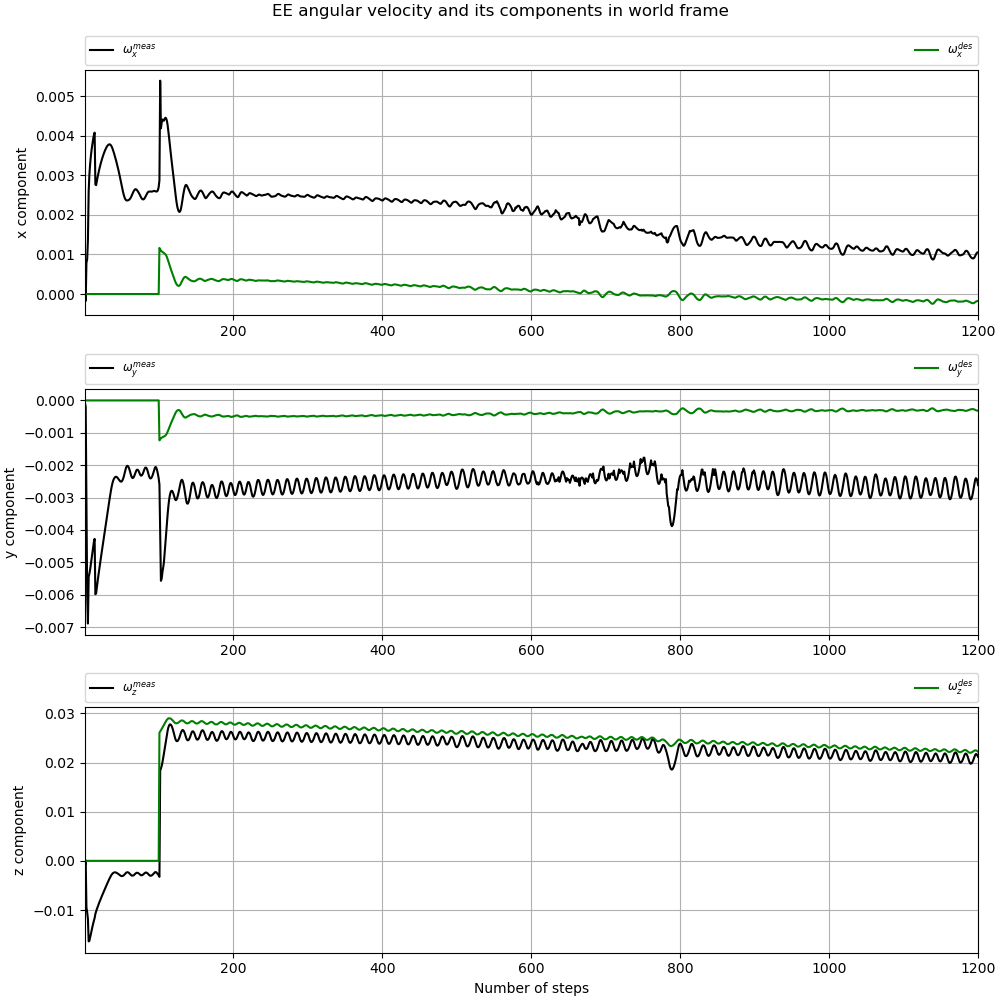 EE angular velocity and its components in world frame
ω_x^meas ω_x^des
0.005
0.004
0.003
0.002
0.001
0.000
x component
200 400 600 800 1000 1200
ω_y^meas ω_y^des
0.000
−0.001
−0.002
−0.003
−0.004
−0.005
−0.006
−0.007
y component
200 400 600 800 1000 1200
ω_z^meas ω_z^des
0.03
0.02
0.01
0.00
−0.01
z component
200 400 600 800 1000 1200
Number of steps